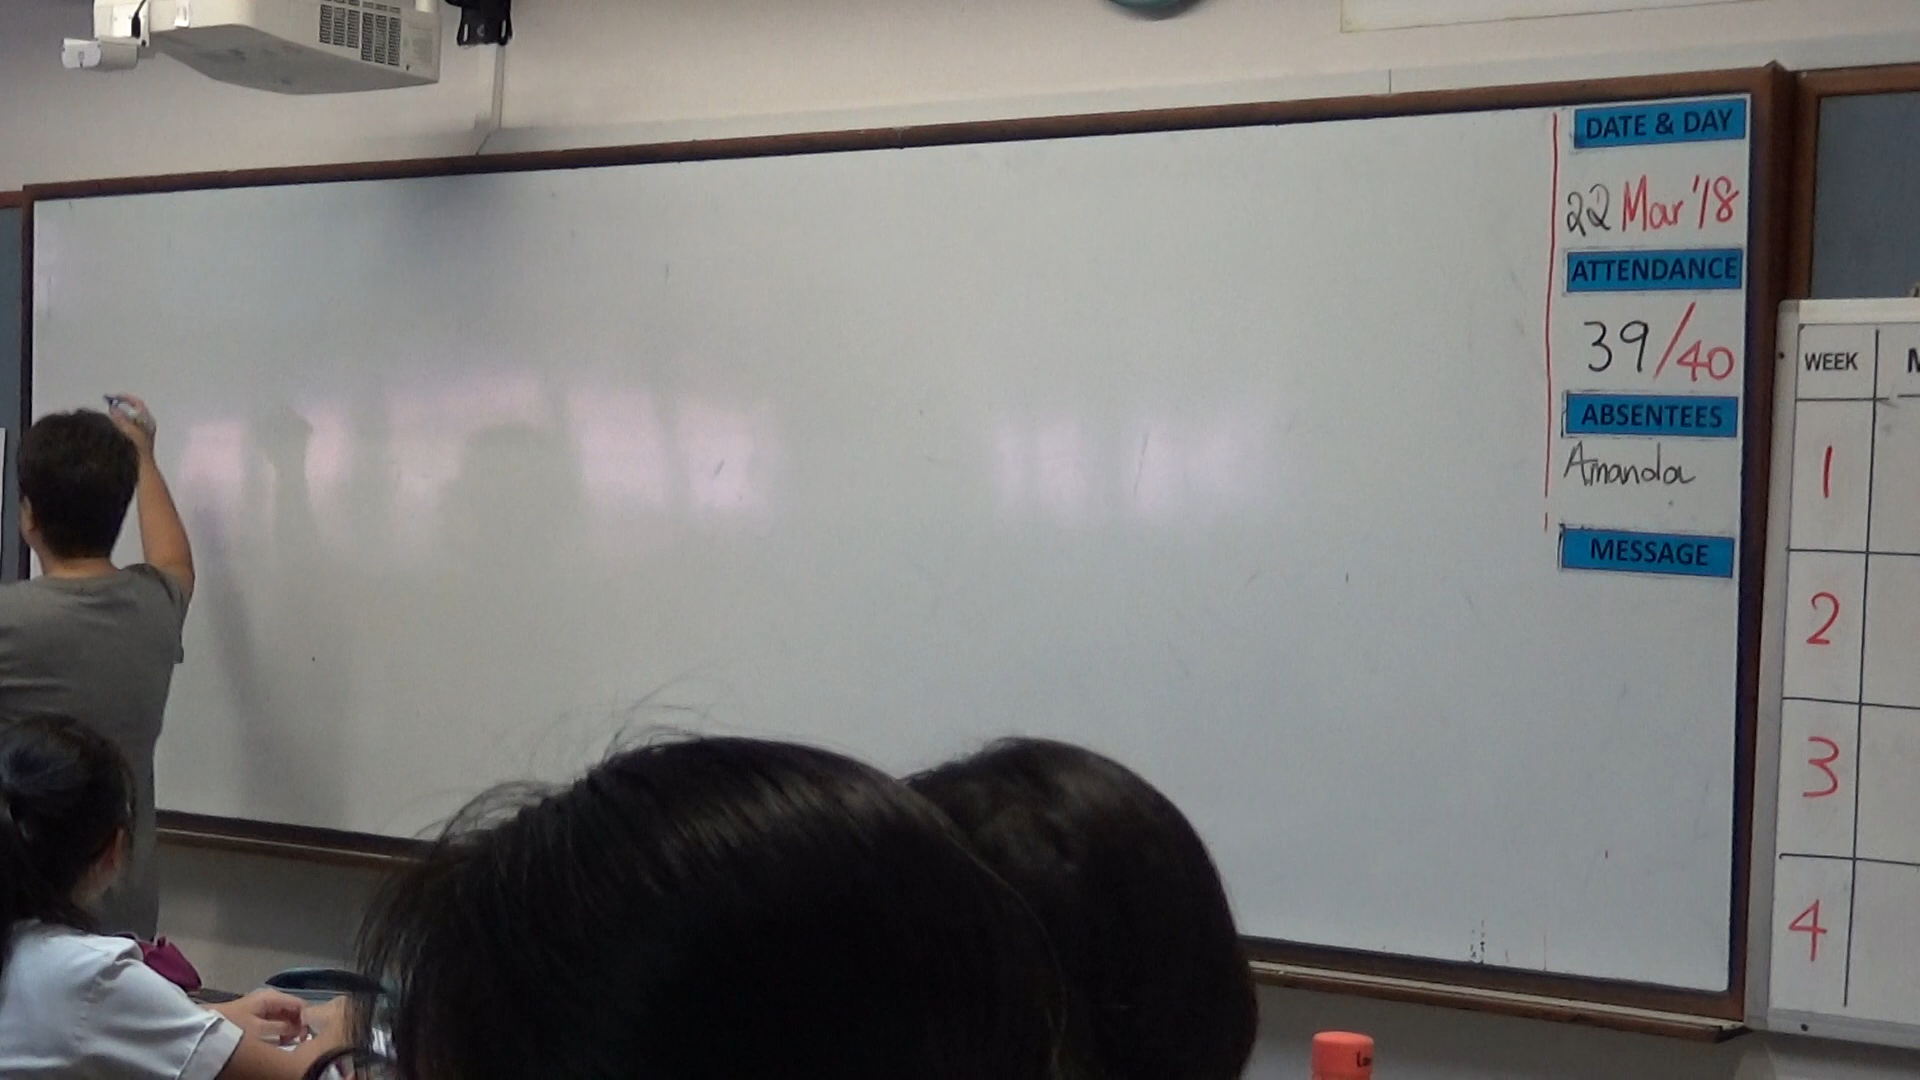 DATE & DAY
22 Mar '18
ATTENDANCE
39/40
ABSENTEES
Amanda
MESSAGE
WEEK
1
2
3
4